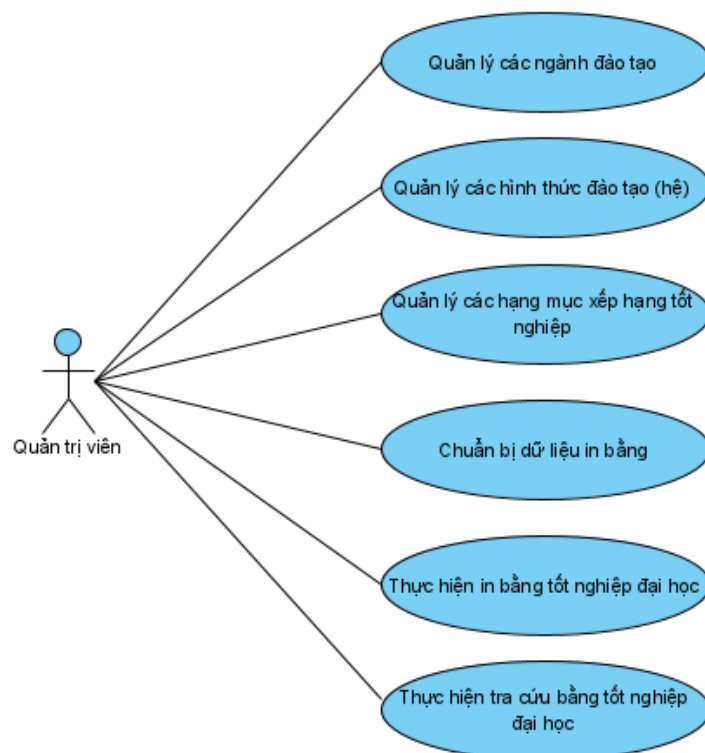 Quản lý các ngành đào tạo
Quản lý các hình thức đào tạo (hệ)
Quản lý các hạng mục xếp hạng tốt
nghiệp
Quản trị viên
Chuẩn bị dữ liệu in bằng
Thực hiện in bằng tốt nghiệp đại học
Thực hiện tra cứu bằng tốt nghiệp
đại học